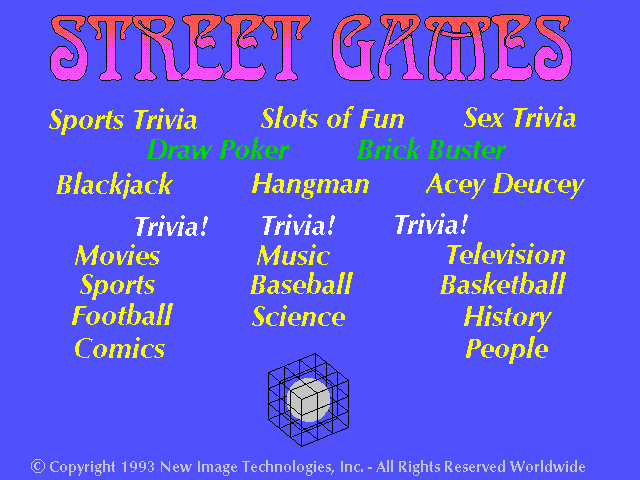 STREET GAMES
Sports Trivia Slots of Fun Sex Trivia
Draw Poker Brick Buster
Blackjack Hangman Acey Deucey
Trivia! Trivia! Trivia!
Movies Music Television
Sports Baseball Basketball
Football Science History
Comics People
© Copyright 1993 New Image Technologies, Inc. - All Rights Reserved Worldwide